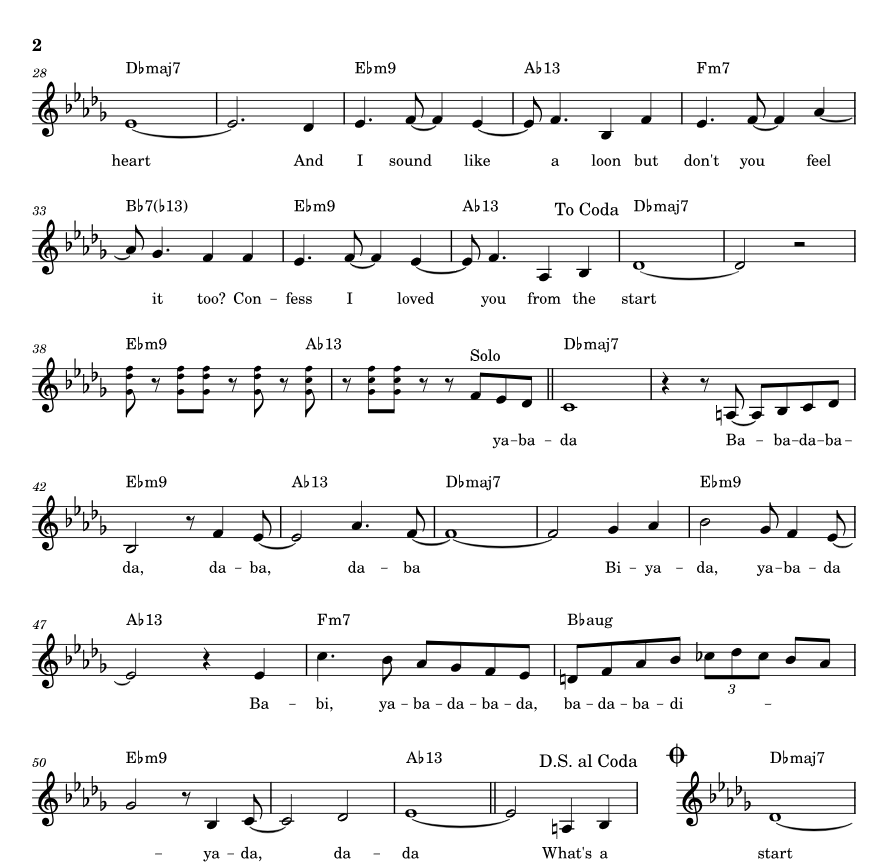 2
28 D♭maj7 E♭m9 A♭13 Fm7
heart And I sound like a loon but don't you feel
33 B♭7(♭13) E♭m9 A♭13 To Coda D♭maj7
it too? Con – fess I loved you from the start
38 E♭m9 A♭13 Solo D♭maj7
ya – ba – da Ba – ba – da – ba –
42 E♭m9 A♭13 D♭maj7 E♭m9
da, da – ba, da – ba Bi – ya – da, ya – ba – da
47 A♭13 Fm7 B♭aug
3
Ba – bi, ya – ba – da – ba – da, ba – da – ba – di –
50 E♭m9 A♭13 D.S. al Coda D♭maj7
– ya – da, da – da What's a start